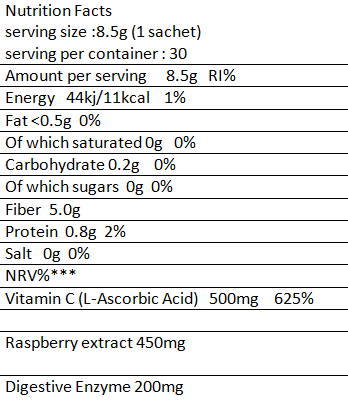 Nutrition Facts
serving size :8.5g (1 sachet)
serving per container : 30
Amount per serving 8.5g RI%
Energy 44kj/11kcal 1%
Fat <0.5g 0%
Of which saturated 0g 0%
Carbohydrate 0.2g 0%
Of which sugars 0g 0%
Fiber 5.0g
Protein 0.8g 2%
Salt 0g 0%
NRV%***
Vitamin C (L-Ascorbic Acid) 500mg 625%
Raspberry extract 450mg
Digestive Enzyme 200mg